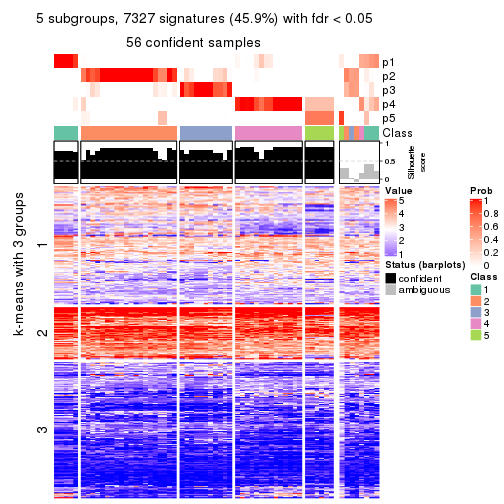 5 subgroups, 7327 signatures (45.9%) with fdr < 0.05
56 confident samples
p1
p2
p3
p4
p5
Class
1
0.5
0
Silhouette
score
k-means with 3 groups
1
2
3
Value
5
4
3
2
1
Status (barplots)
confident
ambiguous
Prob
1
0.8
0.6
0.4
0.2
0
Class
1
2
3
4
5